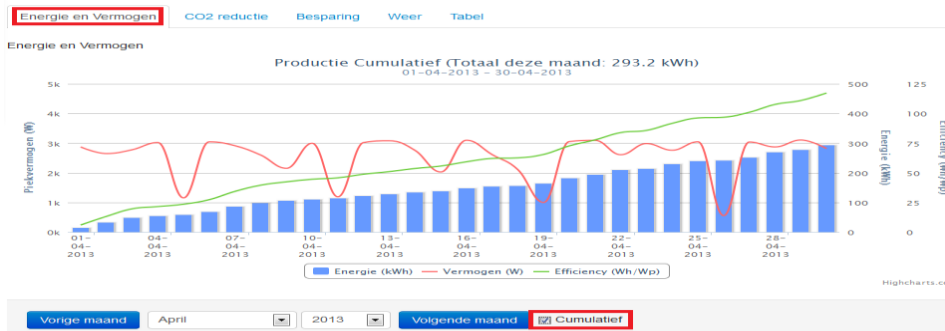 Energie en Vermogen CO2 reductie Besparing Weer Tabel
Energie en Vermogen
Productie Cumulatief (Totaal deze maand: 293.2 kWh)
01-04-2013 - 30-04-2013
5k 500 125
4k 400 100
3k 300 75
2k 200 50
1k 100 25
0k 0 0
Piekvermogen (W)
Energie (kWh)
Efficiency (Wh/Wp)
01-04-2013 04-04-2013 07-04-2013 10-04-2013 13-04-2013 16-04-2013 19-04-2013 22-04-2013 25-04-2013 28-04-2013
Energie (kWh) Vermogen (W) Efficiency (Wh/Wp)
Highcharts.c
Vorige maand April 2013 Volgende maand Cumulatief